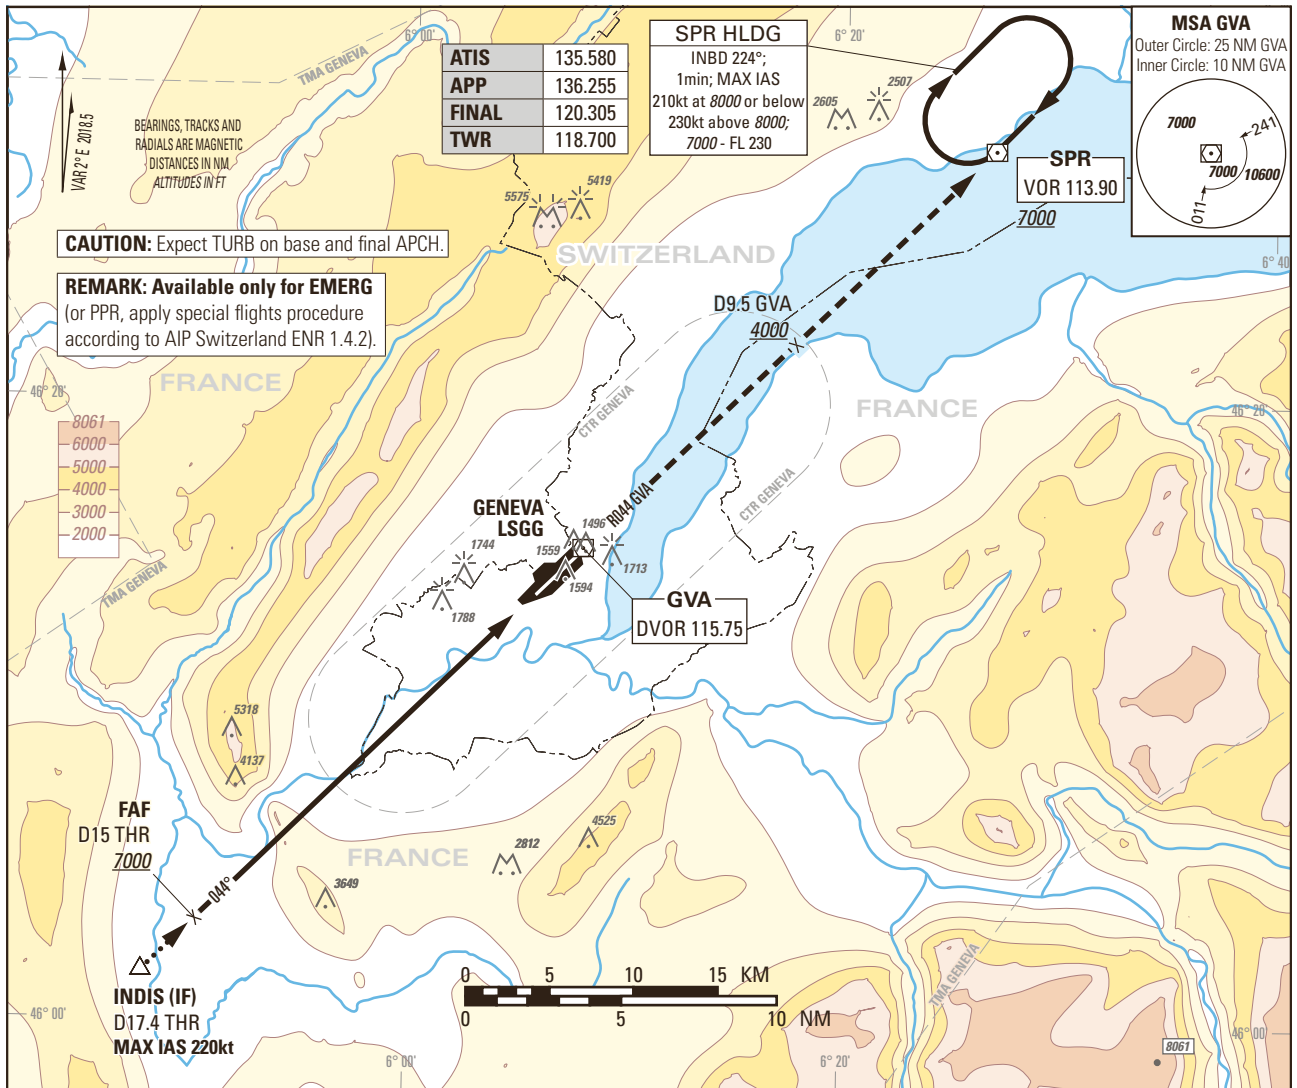 6° 00'
6° 20'
TMA GENEVA
VAR 2° E 2018.5
BEARINGS, TRACKS AND
RADIALS ARE MAGNETIC
DISTANCES IN NM
ALTITUDES IN FT
ATIS 135.580
APP 136.255
FINAL 120.305
TWR 118.700
SPR HLDG
INBD 224°;
1min; MAX IAS
210kt at 8000 or below
230kt above 8000;
7000 - FL 230
2605
2507
MSA GVA
Outer Circle: 25 NM GVA
Inner Circle: 10 NM GVA
7000
241
7000
10600
011
SPR
VOR 113.90
7000
5575
5419
CAUTION: Expect TURB on base and final APCH.
SWITZERLAND
6° 40'
REMARK: Available only for EMERG
(or PPR, apply special flights procedure
according to AIP Switzerland ENR 1.4.2).
D9.5 GVA
4000
46° 20'
FRANCE
FRANCE
46° 20'
CTR GENEVA
8061
6000
5000
4000
3000
2000
R044 GVA
CTR GENEVA
GENEVA
LSGG
1496
1559
1744
1713
1594
1788
TMA GENEVA
GVA
DVOR 115.75
5318
4137
FAF
D15 THR
7000
4525
2812
FRANCE
3649
044°
TMA GENEVA
INDIS (IF)
D17.4 THR
MAX IAS 220kt
46° 00'
0 5 10 15 KM
0 5 10 NM
46° 00'
8061
6° 00'
6° 20'